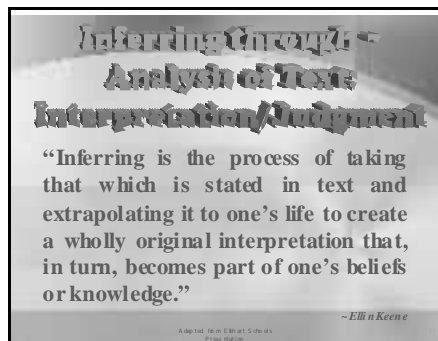 Inferring through -
Analysis of Text
Interpretation/Judgment
“Inferring is the process of taking
that which is stated in text and
extrapolating it to one’s life to create
a wholly original interpretation that,
in turn, becomes part of one’s beliefs
or knowledge.”
~Ellin Keene
Adapted from Elkhart Schools
Presentation